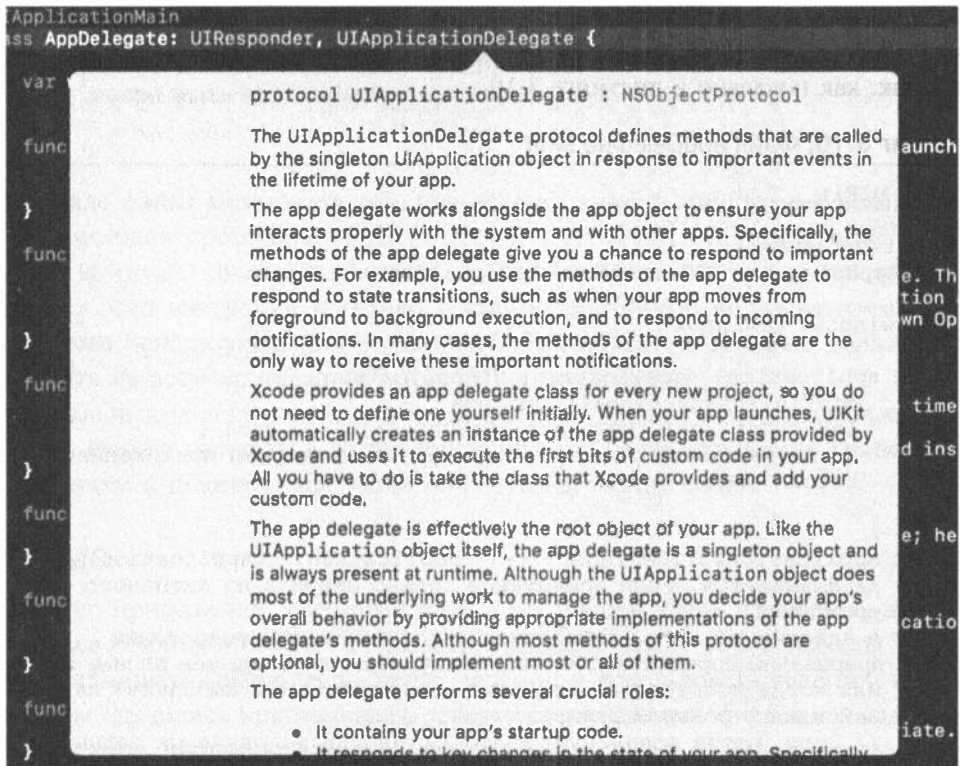 IApplicationMain
ass AppDelegate: UIResponder, UIApplicationDelegate {
var
protocol UIApplicationDelegate : NSObjectProtocol
func
The UIApplicationDelegate protocol defines methods that are called
by the singleton UIApplication object in response to important events in
aunch
the lifetime of your app.
}
The app delegate works alongside the app object to ensure your app
interacts properly with the system and with other apps. Specifically, the
func
methods of the app delegate give you a chance to respond to important
changes. For example, you use the methods of the app delegate to
e. Th
respond to state transitions, such as when your app moves from
tion
foreground to background execution, and to respond to incoming
wn Op
}
notifications. In many cases, the methods of the app delegate are the
only way to receive these important notifications.
func
Xcode provides an app delegate class for every new project, so you do
not need to define one yourself initially. When your app launches, UIKit
time
automatically creates an instance of the app delegate class provided by
Xcode and uses it to execute the first bits of custom code in your app.
d ins
}
All you have to do is take the class that Xcode provides and add your
custom code.
func
The app delegate is effectively the root object of your app. Like the
e; he
}
UIApplication object itself, the app delegate is a singleton object and
is always present at runtime. Although the UIApplication object does
func
most of the underlying work to manage the app, you decide your app's
overall behavior by providing appropriate implementations of the app
catio
delegate's methods. Although most methods of this protocol are
}
optional, you should implement most or all of them.
The app delegate performs several crucial roles:
func
• It contains your app's startup code.
iate.
}
• It responds to key changes in the state of your app. Specifically